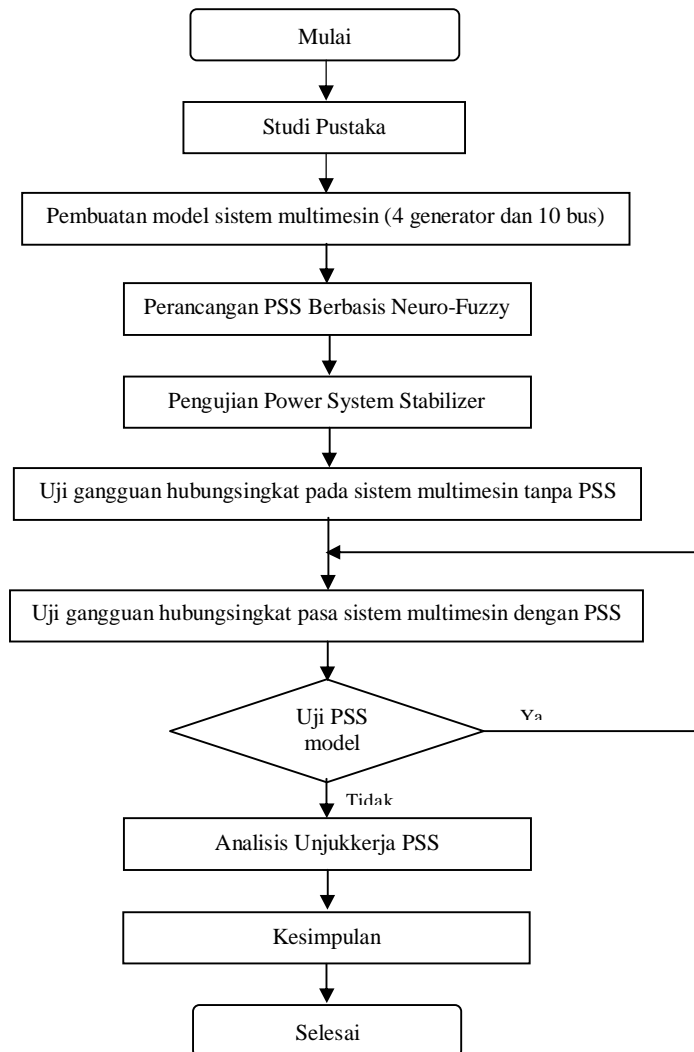 Mulai
Studi Pustaka
Pembuatan model sistem multimesin (4 generator dan 10 bus)
Perancangan PSS Berbasis Neuro-Fuzzy
Pengujian Power System Stabilizer
Uji gangguan hubungsingkat pada sistem multimesin tanpa PSS
Uji gangguan hubungsingkat pasa sistem multimesin dengan PSS
Uji PSS
model
Ya
Tidak
Analisis Unjukkerja PSS
Kesimpulan
Selesai